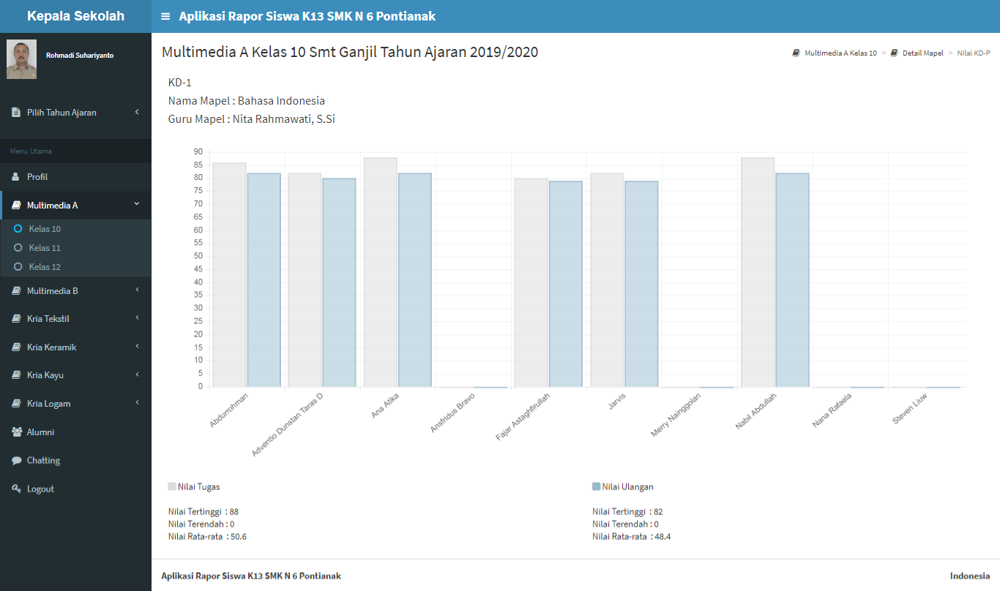 Kepala Sekolah
Aplikasi Rapor Siswa K13 SMK N 6 Pontianak
Rohmadi Suhariyanto
Pilih Tahun Ajaran
Menu Utama
Profil
Multimedia A
Kelas 10
Kelas 11
Kelas 12
Multimedia B
Kria Tekstil
Kria Keramik
Kria Kayu
Kria Logam
Alumni
Chatting
Logout
Multimedia A Kelas 10 Smt Ganjil Tahun Ajaran 2019/2020
Multimedia A Kelas 10 > Detail Mapel > Nilai KD-P
KD-1
Nama Mapel : Bahasa Indonesia
Guru Mapel : Nita Rahmawati, S.Si
90
85
80
75
70
65
60
55
50
45
40
35
30
25
20
15
10
5
0
Abdurrohman
Adventio Dunstan Taras D
Ana Atika
Ansfridus Bravo
Fajar Astaghfirullah
Jarvis
Merry Nainggolan
Nabil Abdullah
Nana Rafaela
Steven Liuw
Nilai Tugas
Nilai Tertinggi : 88
Nilai Terendah : 0
Nilai Rata-rata : 50.6
Nilai Ulangan
Nilai Tertinggi : 82
Nilai Terendah : 0
Nilai Rata-rata : 48.4
Aplikasi Rapor Siswa K13 SMK N 6 Pontianak
Indonesia